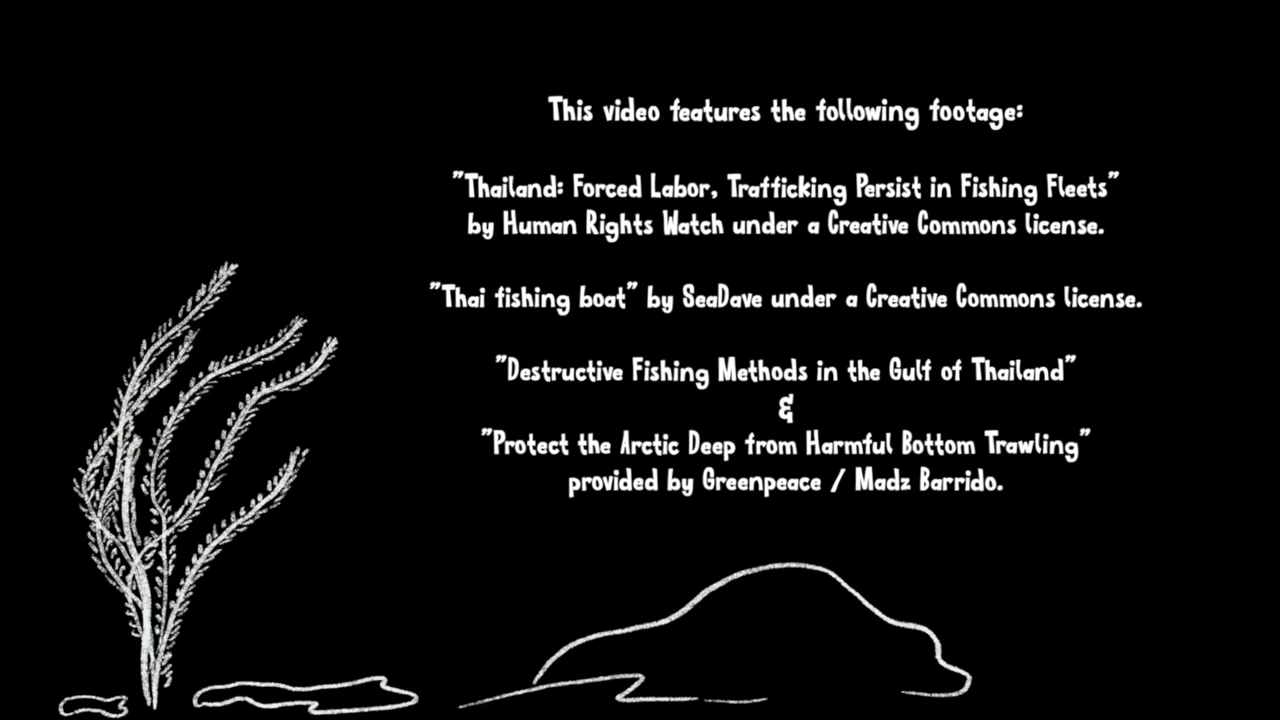 This video features the following footage:
"Thailand: Forced Labor, Trafficking Persist in Fishing Fleets"
by Human Rights Watch under a Creative Commons license.
"Thai fishing boat" by SeaDave under a Creative Commons license.
"Destructive Fishing Methods in the Gulf of Thailand"
&
"Protect the Arctic Deep from Harmful Bottom Trawling"
provided by Greenpeace / Madz Barrido.